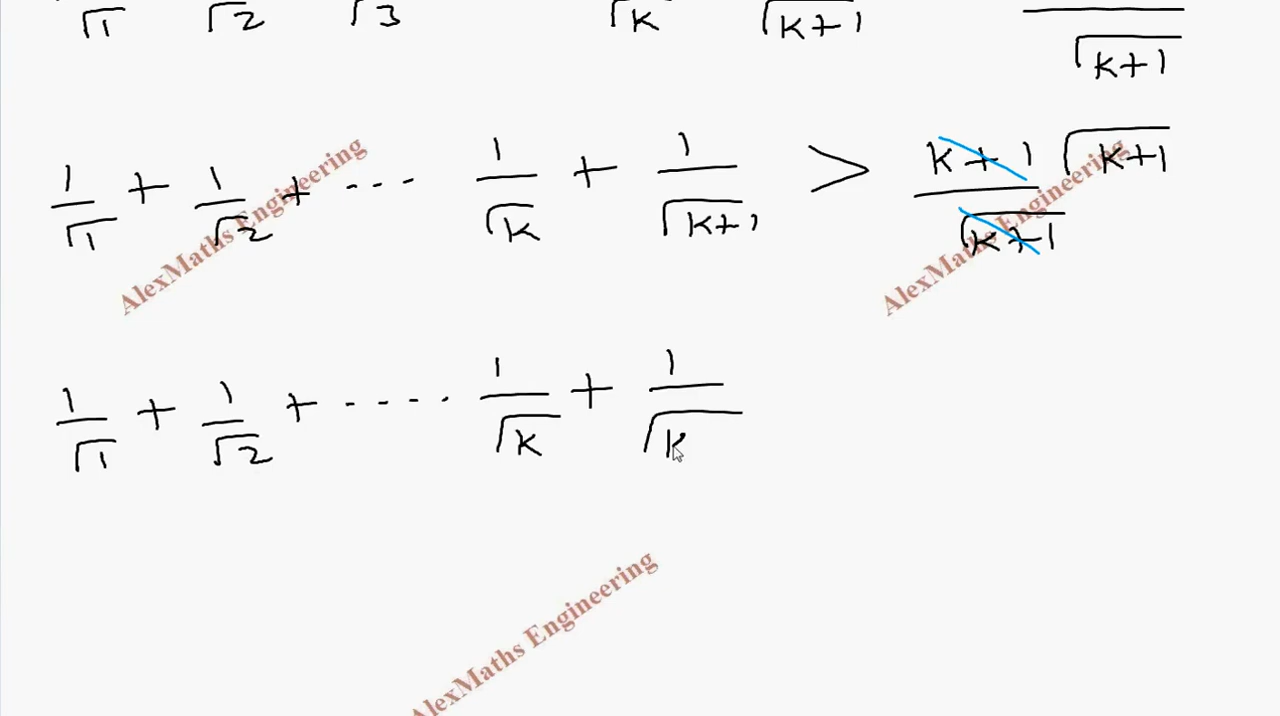 √1 √2 √3 √k √k+1 √k+1
1/√1 + 1/√2 + --- 1/√k + 1/√k+1 > k+1/√k+1 √k+1
AlexMaths Engineering
AlexMaths Engineering
1/√1 + 1/√2 + ---- 1/√k + 1/√k
AlexMaths Engineering